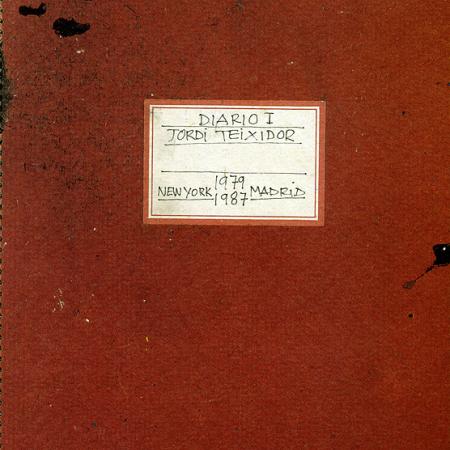 DIARIO I
JORDI TEIXIDOR
1979
NEW YORK 1987 MADRID